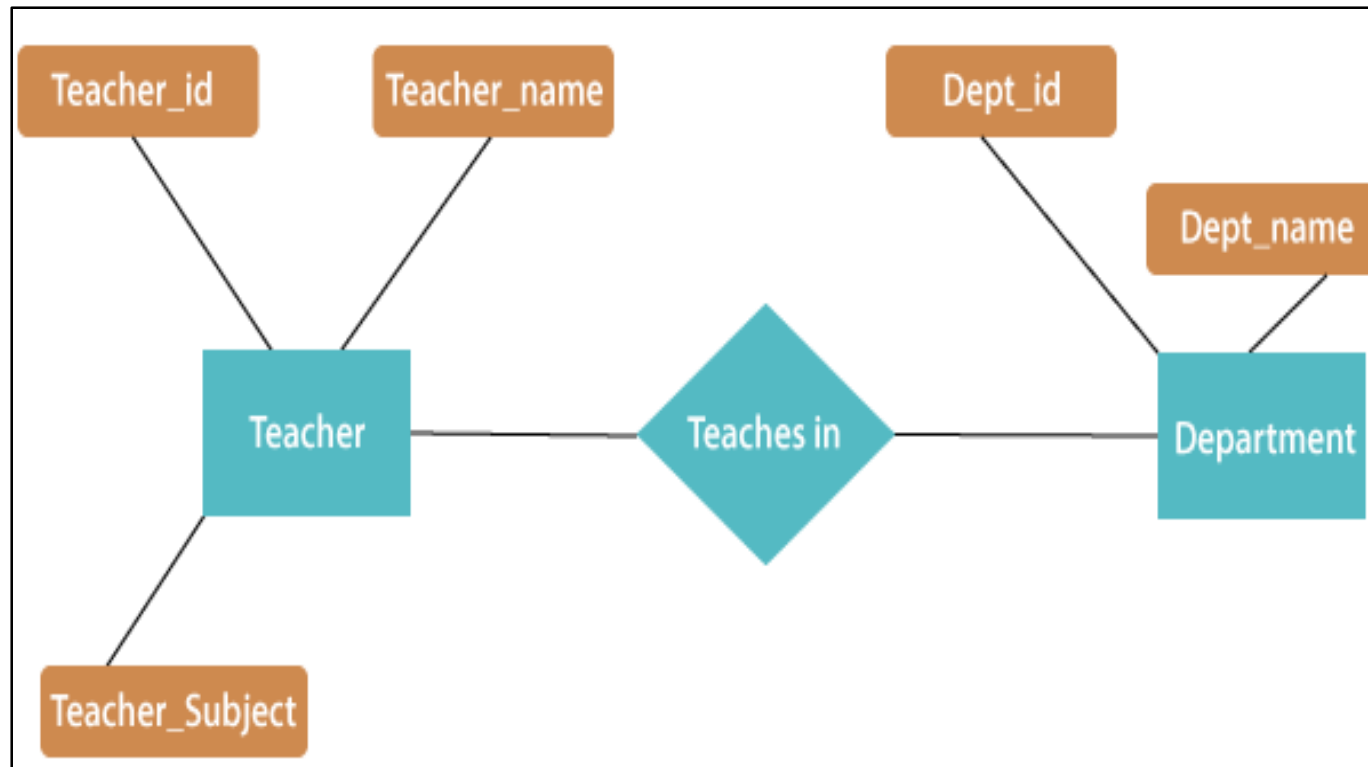 Teacher_id
Teacher_name
Dept_id
Dept_name
Teacher
Teaches in
Department
Teacher_Subject